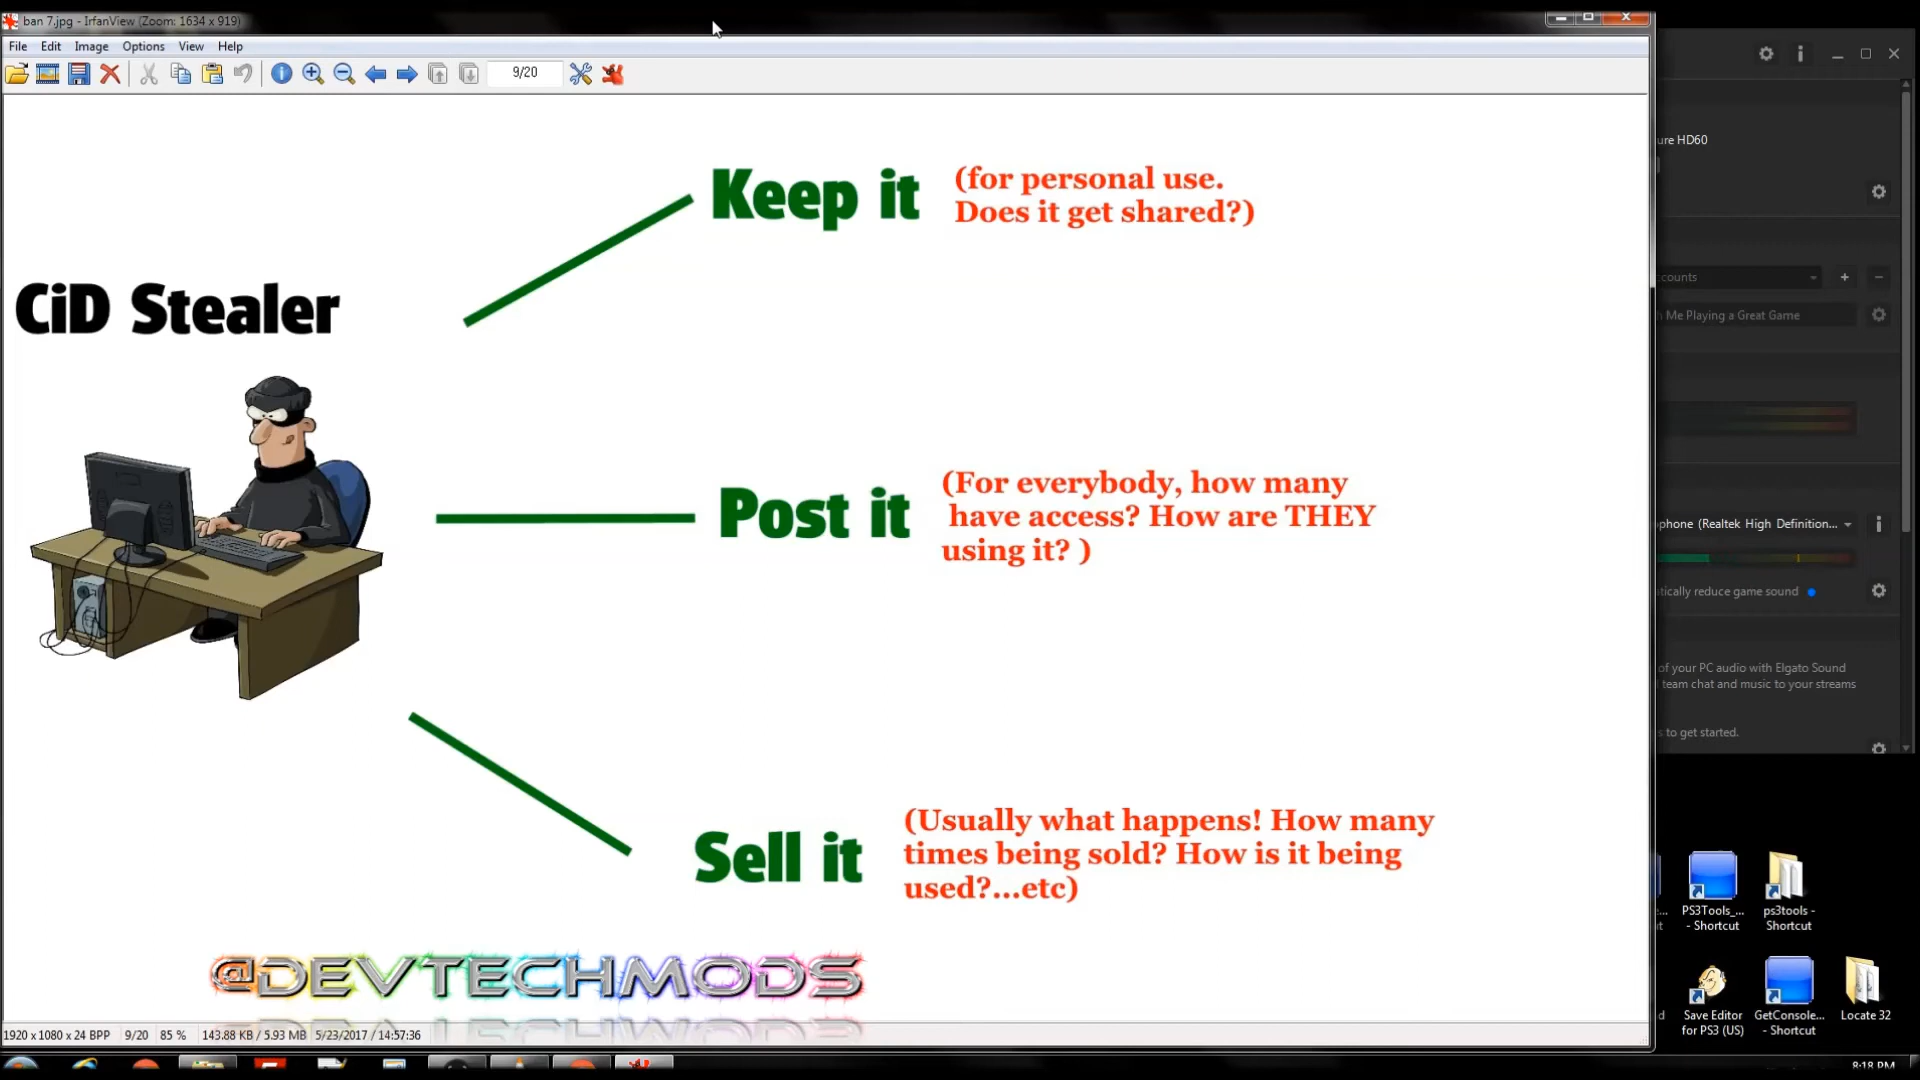 ban 7.jpg - IrfanView (Zoom: 1634 x 919)
File Edit Image Options View Help
9/20
Keep it
(for personal use.
Does it get shared?)
CiD Stealer
Post it
(For everybody, how many
have access? How are THEY
using it? )
Sell it
(Usually what happens! How many
times being sold? How is it being
used?...etc)
@DEVTECHMODS
1920 x 1080 x 24 BPP 9/20 85 % 143.88 KB / 5.93 MB 5/23/2017 / 14:57:36
ure HD60
counts
h Me Playing a Great Game
ophone (Realtek High Definition...
atically reduce game sound
of your PC audio with Elgato Sound
team chat and music to your streams
s to get started.
PS3Tools_...
- Shortcut
ps3tools -
Shortcut
Save Editor
for PS3 (US)
GetConsole...
- Shortcut
Locate 32
8:18 PM